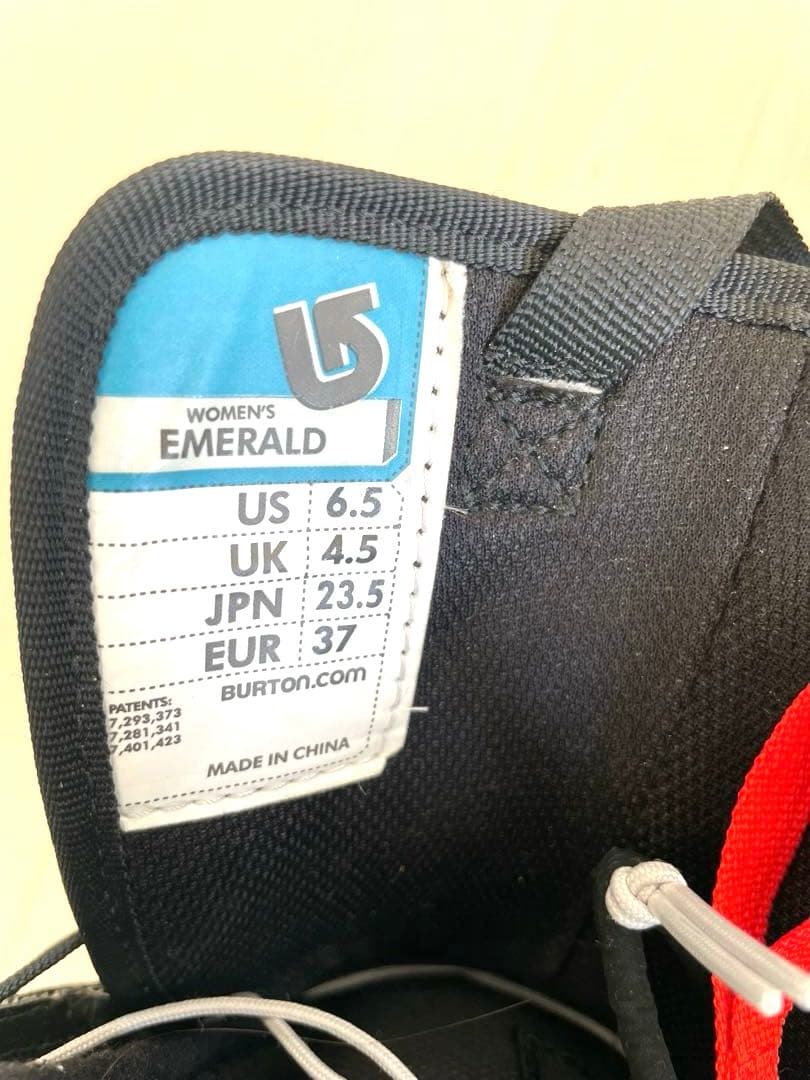 WOMEN'S
EMERALD
US 6.5
UK 4.5
JPN 23.5
EUR 37
BURTON.COM
PATENTS:
7,293,373
7,281,341
7,401,423
MADE IN CHINA